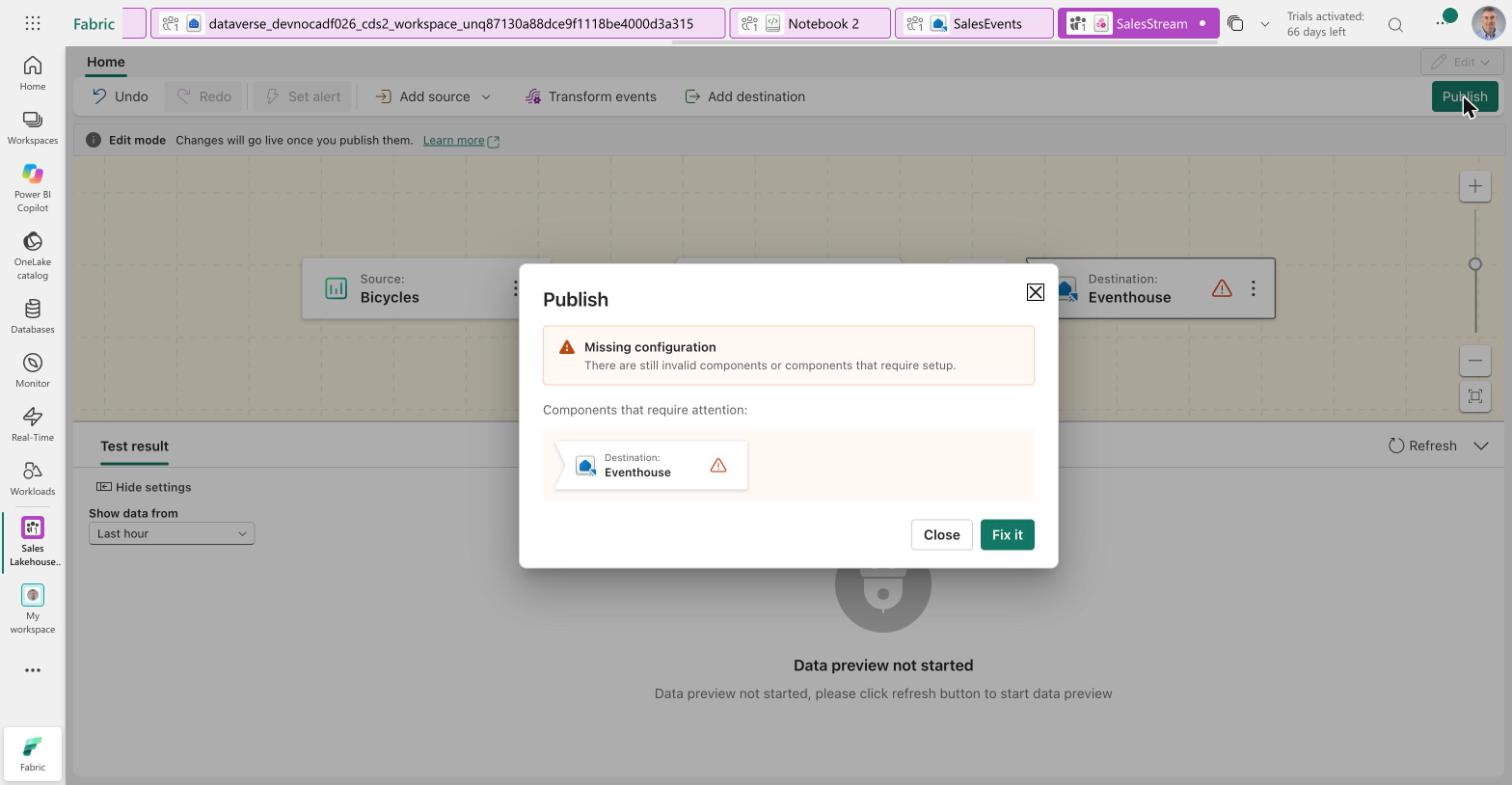 Fabric
dataverse_devnocadf026_cds2_workspace_unq87130a88dce9f1118be4000d3a315
Notebook 2
SalesEvents
SalesStream
Trials activated:
66 days left
Home
Workspaces
Power BI
Copilot
OneLake
catalog
Databases
Monitor
Real-Time
Workloads
Sales
Lakehouse..
My
workspace
Fabric
Home
Edit
Undo
Redo
Set alert
Add source
Transform events
Add destination
Publish
Edit mode Changes will go live once you publish them. Learn more
Source:
Bicycles
Destination:
Eventhouse
Publish
Missing configuration
There are still invalid components or components that require setup.
Components that require attention:
Destination:
Eventhouse
Close
Fix it
Test result
Refresh
Hide settings
Show data from
Last hour
Data preview not started
Data preview not started, please click refresh button to start data preview